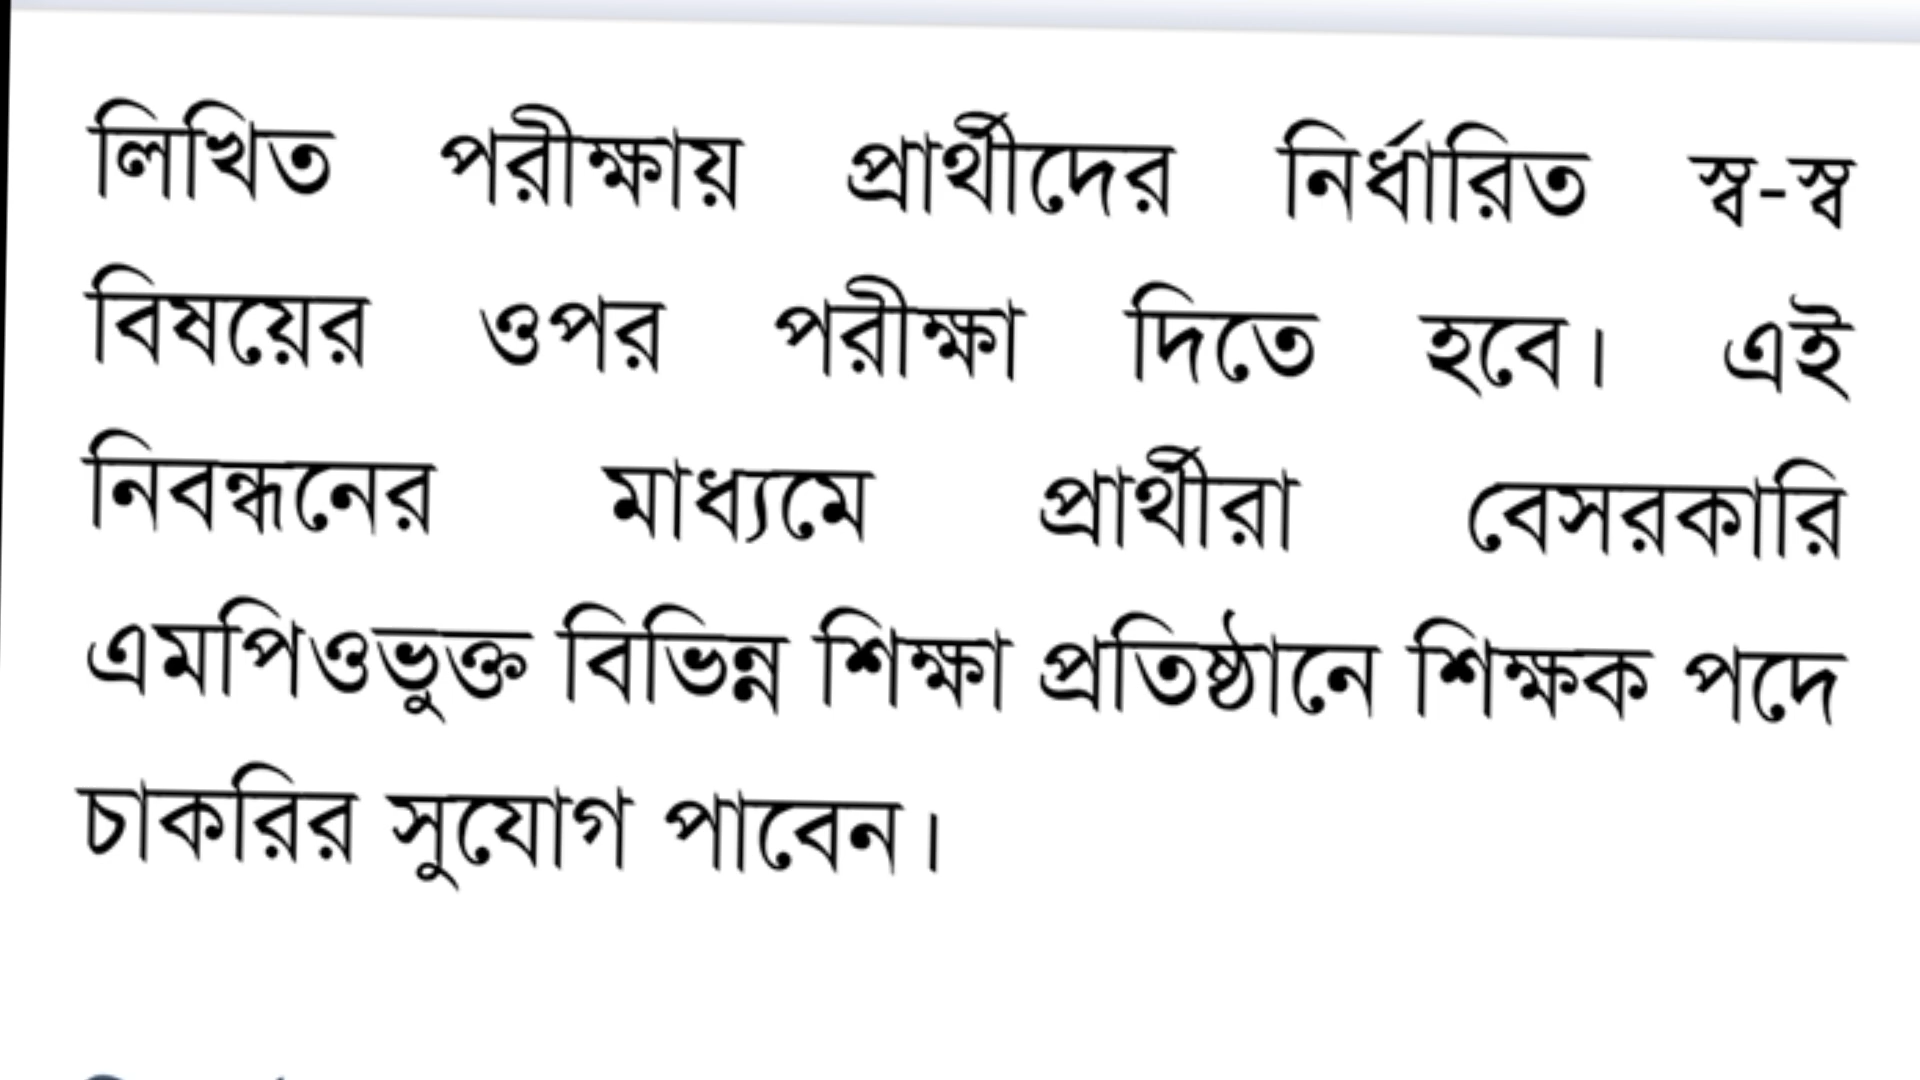 লিখিত পরীক্ষায় প্রার্থীদের নির্ধারিত স্ব-স্ব
বিষয়ের ওপর পরীক্ষা দিতে হবে। এই
নিবন্ধনের মাধ্যমে প্রার্থীরা বেসরকারি
এমপিওভুক্ত বিভিন্ন শিক্ষা প্রতিষ্ঠানে শিক্ষক পদে
চাকরির সুযোগ পাবেন।